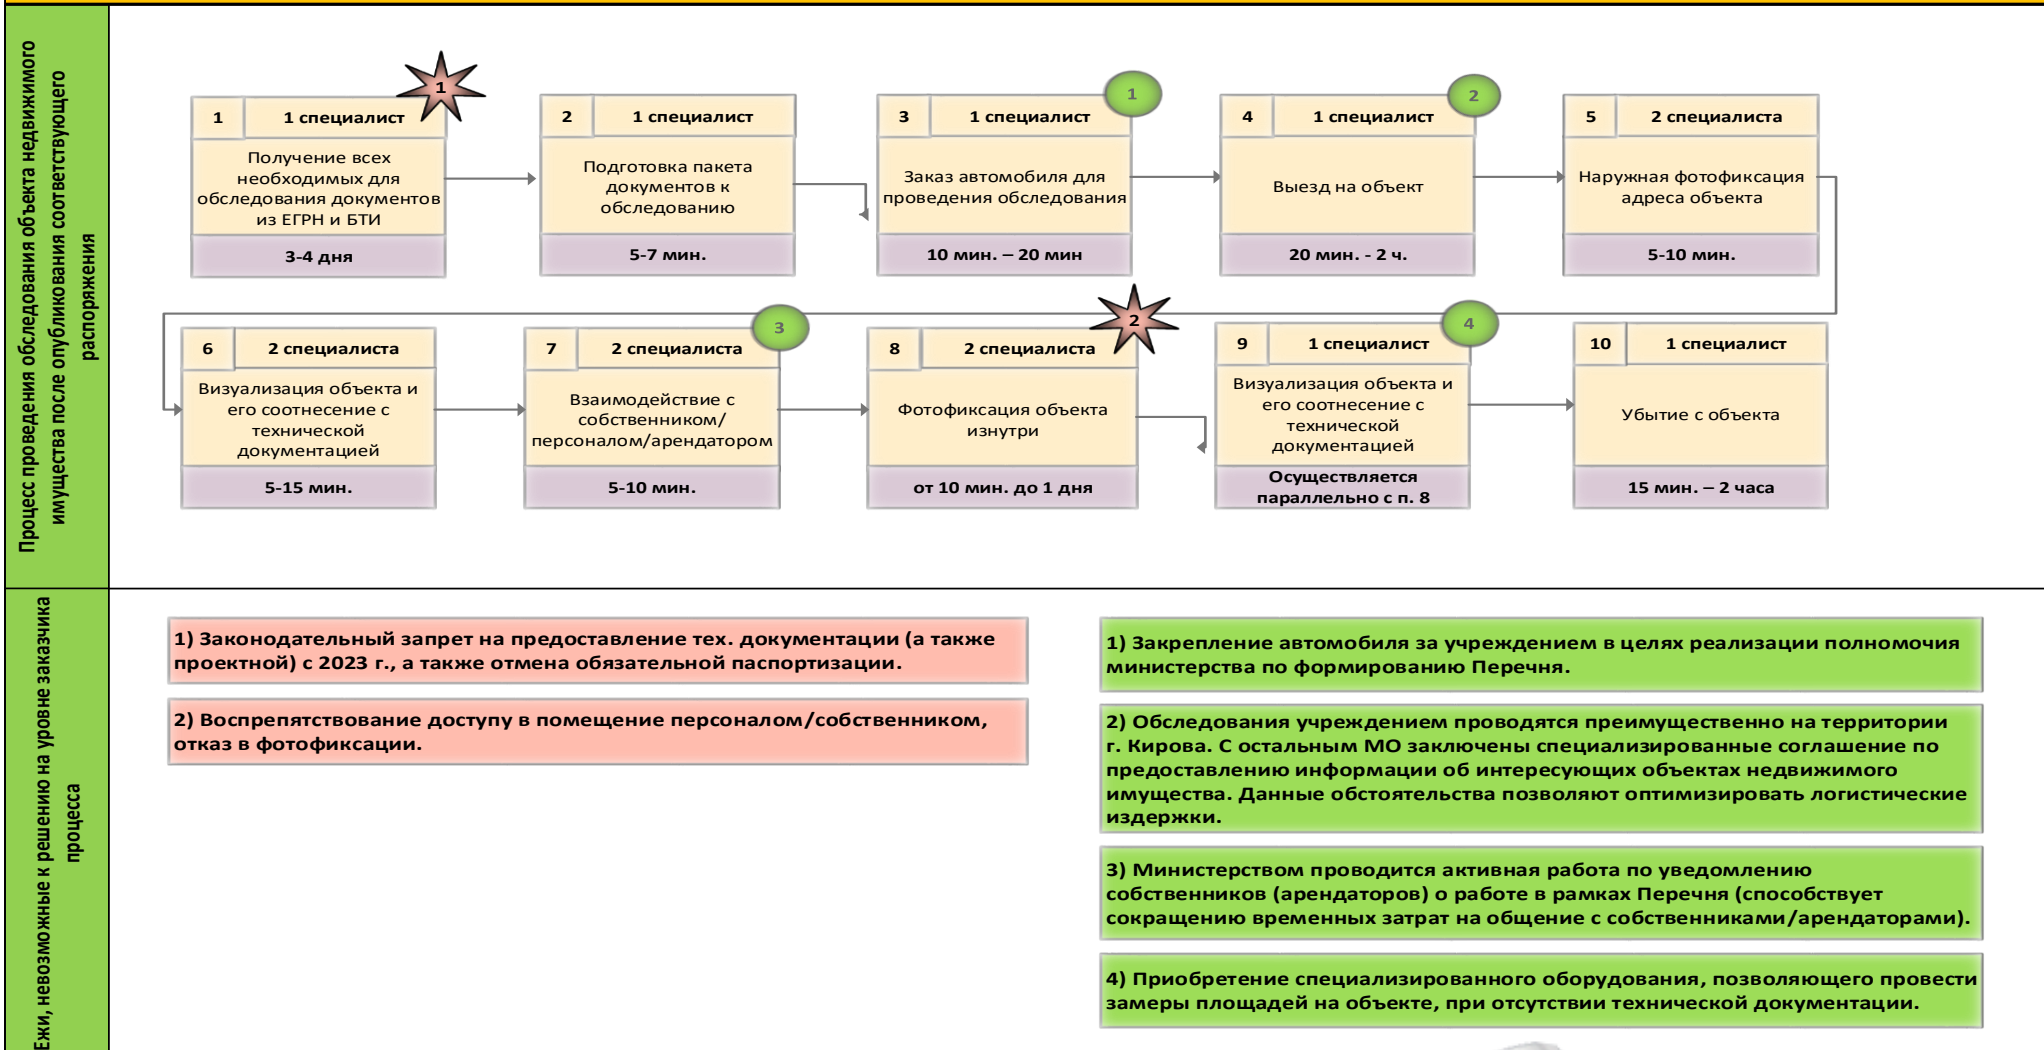 Процесс проведения обследования объекта недвижимого
имущества после опубликования соответствующего
распоряжения
1
1 специалист
1
Получение всех
необходимых для
обследования документов
из ЕГРН и БТИ
3-4 дня
2
1 специалист
Подготовка пакета
документов к
обследованию
5-7 мин.
3
1 специалист
1
Заказ автомобиля для
проведения обследования
10 мин. – 20 мин
4
1 специалист
2
Выезд на объект
20 мин. - 2 ч.
5
2 специалиста
Наружная фотофиксация
адреса объекта
5-10 мин.
6
2 специалиста
Визуализация объекта и
его соотнесение с
технической
документацией
5-15 мин.
7
2 специалиста
3
Взаимодействие с
собственником/
персоналом/арендатором
5-10 мин.
8
2 специалиста
2
Фотофиксация объекта
изнутри
от 10 мин. до 1 дня
9
1 специалист
4
Визуализация объекта и
его соотнесение с
технической
документацией
Осуществляется
параллельно с п. 8
10
1 специалист
Убытие с объекта
15 мин. – 2 часа
Ежи, невозможные к решению на уровне заказчика
процесса
1) Законодательный запрет на предоставление тех. документации (а также
проектной) с 2023 г., а также отмена обязательной паспортизации.
2) Воспрепятствование доступу в помещение персоналом/собственником,
отказ в фотофиксации.
1) Закрепление автомобиля за учреждением в целях реализации полномочия
министерства по формированию Перечня.
2) Обследования учреждением проводятся преимущественно на территории
г. Кирова. С остальным МО заключены специализированные соглашение по
предоставлению информации об интересующих объектах недвижимого
имущества. Данные обстоятельства позволяют оптимизировать логистические
издержки.
3) Министерством проводится активная работа по уведомлению
собственников (арендаторов) о работе в рамках Перечня (способствует
сокращению временных затрат на общение с собственниками/арендаторами).
4) Приобретение специализированного оборудования, позволяющего провести
замеры площадей на объекте, при отсутствии технической документации.